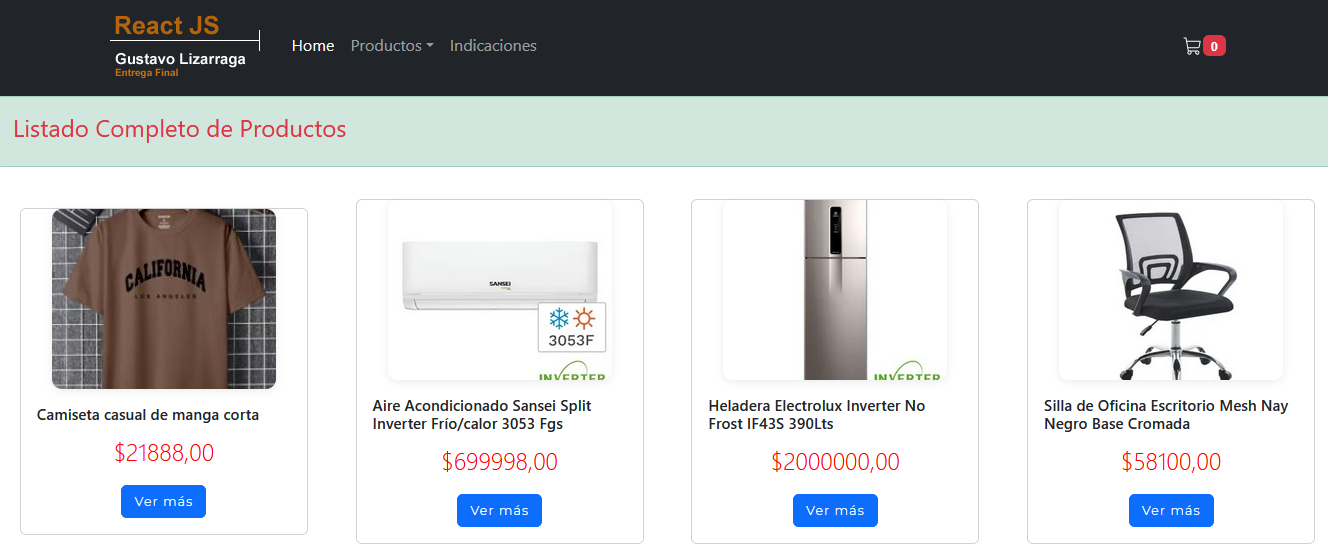 React JS
Gustavo Lizarraga
Entrega Final
Home
Productos
Indicaciones
0
Listado Completo de Productos
CALIFORNIA
LOS ANGELES
Camiseta casual de manga corta
$21888,00
Ver más
SANSEI
3053F
INVERTER
Aire Acondicionado Sansei Split
Inverter Frío/calor 3053 Fgs
$699998,00
Ver más
INVERTER
Heladera Electrolux Inverter No
Frost IF43S 390Lts
$2000000,00
Ver más
Silla de Oficina Escritorio Mesh Nay
Negro Base Cromada
$58100,00
Ver más